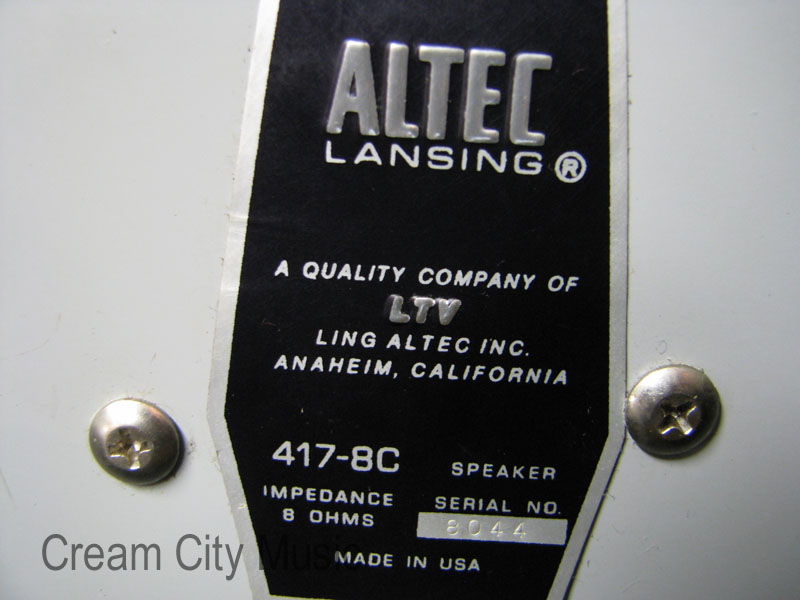 ALTEC
LANSING®
A QUALITY COMPANY OF
LTV
LING ALTEC INC.
ANAHEIM, CALIFORNIA
417-8C SPEAKER
IMPEDANCE
8 OHMS
SERIAL NO.
8044
MADE IN USA
Cream City Music